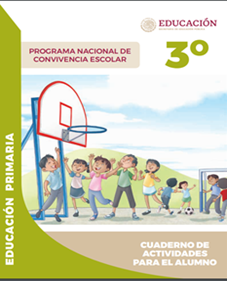 EDUCACIÓN
PROGRAMA NACIONAL DE
CONVIVENCIA ESCOLAR
3º
EDUCACIÓN PRIMARIA
CUADERNO DE
ACTIVIDADES
PARA EL ALUMNO